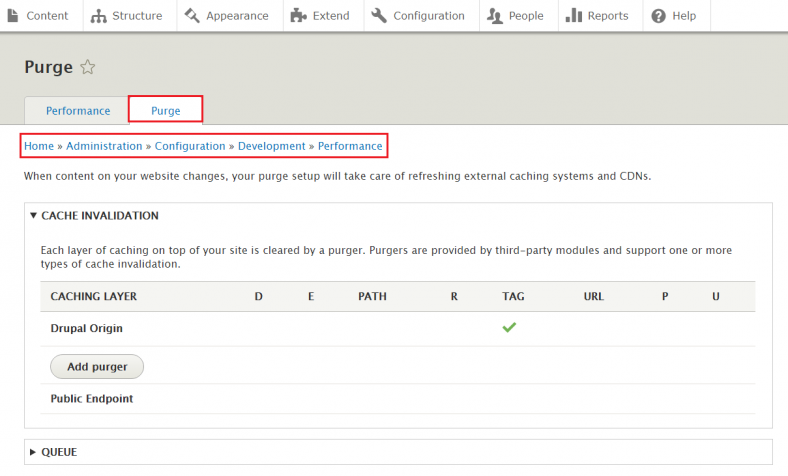 Content Structure Appearance Extend Configuration People Reports Help
Purge
Performance Purge
Home » Administration » Configuration » Development » Performance
When content on your website changes, your purge setup will take care of refreshing external caching systems and CDNs.
CACHE INVALIDATION
Each layer of caching on top of your site is cleared by a purger. Purgers are provided by third-party modules and support one or more
types of cache invalidation.
CACHING LAYER D E PATH R TAG URL P U
Drupal Origin
Add purger
Public Endpoint
QUEUE